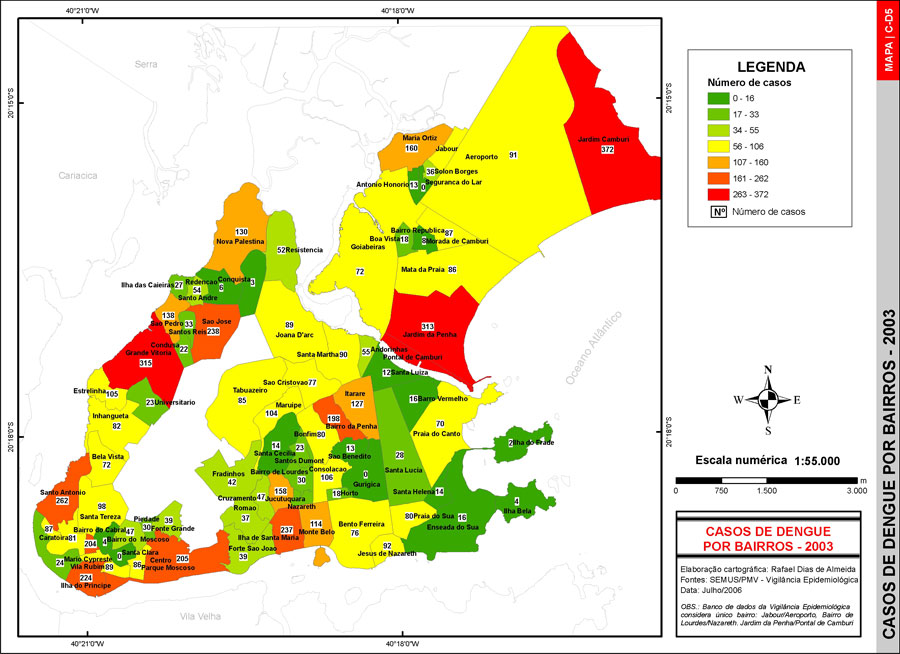 40°21'0"W
40°18'0"W
MAPA | C-D5
20°15'0"S
20°15'0"S
Serra
Cariacica
LEGENDA
Número de casos
0 - 16
17 - 33
34 - 55
56 - 106
107 - 160
161 - 262
263 - 372
Nº Número de casos
Jardim Camburi
372
Maria Ortiz
160
Jabour
Aeroporto
91
36 Solon Borges
Antonio Honorio 13
0 Seguranca do Lar
130
Nova Palestina
52 Resistencia
Bairro Republica
87
Boa Vista 18
8 Morada de Camburi
Goiabeiras
72
Mata da Praia 86
Ilha das Caieiras 27
Redencao
54
Conquista
6
3
Santo Andre
138
Sao Pedro
33
Santos Reis
Sao Jose
238
Condusa
22
Grande Vitoria
315
89
Joana D'arc
313
Jardim da Penha
Andorinhas
55
Pontal de Camburi
Santa Martha 90
12 Santa Luiza
Oceano Atlântico
CASOS DE DENGUE POR BAIRROS - 2003
Estrelinha 105
23 Universitario
Inhangueta
82
Sao Cristovao 77
Tabuazeiro
85
Maruipe
104
Itarare
127
16 Barro Vermelho
198
Bairro da Penha
70
Praia do Canto
Bonfim 80
14
Santa Cecilia
23
Santos Dumont
13
Sao Benedito
2 Ilha do Frade
Bela Vista
72
Fradinhos
42
Bairro de Lourdes
30
Consolacao
106
0
Gurigica
28
Santa Lucia
N
W E
S
20°18'0"S
20°18'0"S
Escala numérica 1:55.000
0 750 1.500 3.000
m
Santo Antonio
262
Cruzamento 47
158
Jucutuquara
18 Horto
Santa Helena 14
4
Ilha Bela
98
Santa Tereza
Romao
37
Nazareth
87
Caratoira 81
Bairro do Cabral
Piedade
39
47
30 Fonte Grande
204
4 Bairro do
Moscoso
237
Ilha de Santa Maria
114
Monte Belo
Bento Ferreira
76
80 Praia do Sua
16
Enseada do Sua
24
Mario Cypreste
0
Santa Clara
Vila Rubim 89
86
Centro
205
Parque Moscoso
Forte Sao Joao
39
92
Jesus de Nazareth
224
Ilha do Principe
Vila Velha
CASOS DE DENGUE
POR BAIRROS - 2003
Elaboração cartográfica: Rafael Dias de Almeida
Fontes: SEMUS/PMV - Vigilância Epidemiológica
Data: Julho/2006
OBS.: Banco de dados da Vigilância Epidemiológica
considera único bairro: Jabour/Aeroporto, Bairro de
Lourdes/Nazareth. Jardim da Penha/Pontal de Camburi
40°21'0"W
40°18'0"W